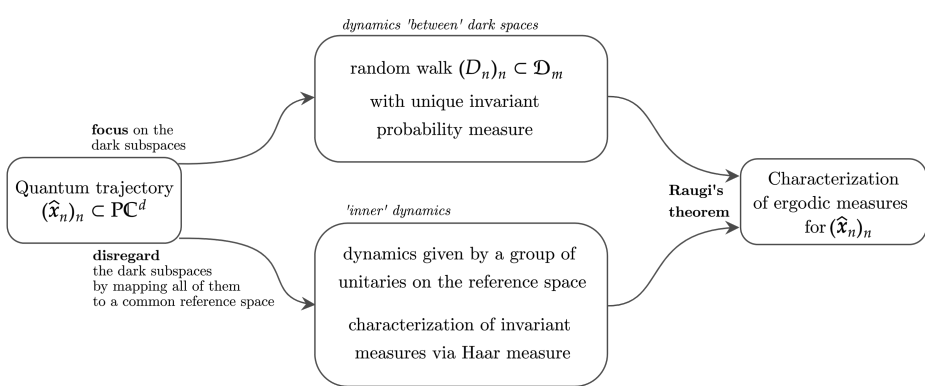 dynamics 'between' dark spaces
random walk (D_n)_n ⊂ 𝔇_m
with unique invariant
probability measure
focus on the
dark subspaces
Quantum trajectory
(x̂_n)_n ⊂ Pℂ^d
disregard
the dark subspaces
by mapping all of them
to a common reference space
'inner' dynamics
dynamics given by a group of
unitaries on the reference space
characterization of invariant
measures via Haar measure
Raugi's
theorem
Characterization
of ergodic measures
for (x̂_n)_n